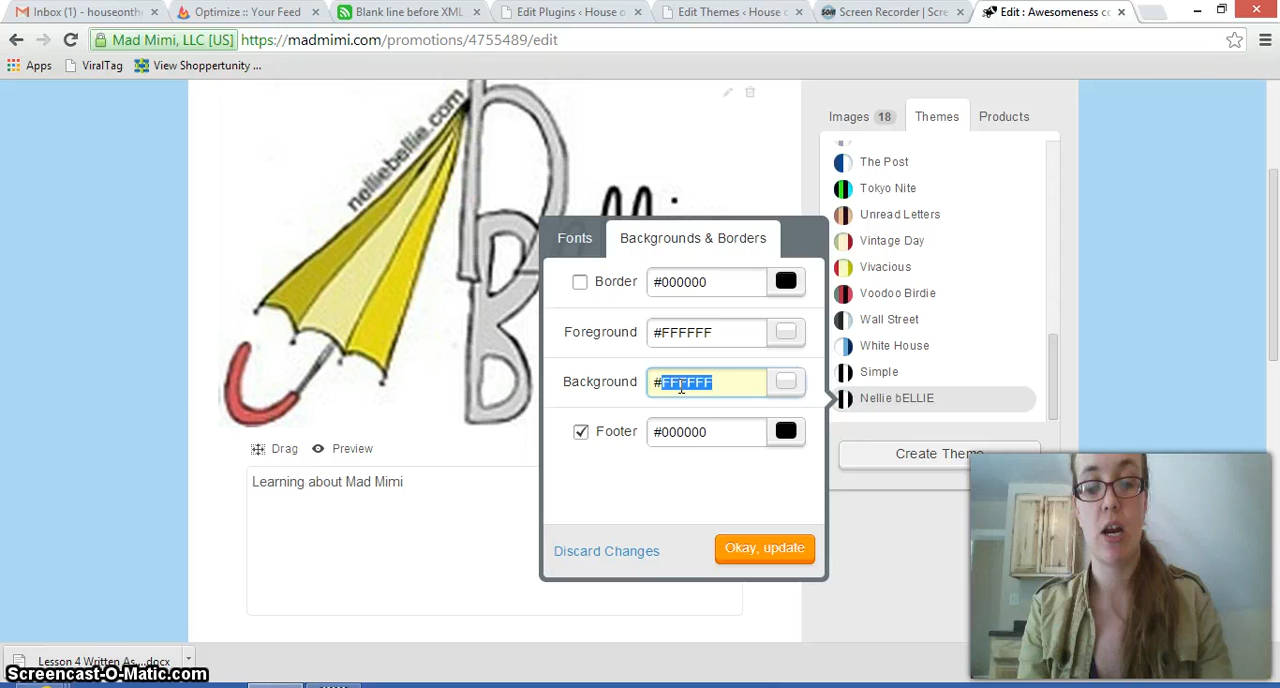 Inbox (1) - houseonthe
Optimize :: Your Feed
Blank line before XML
Edit Plugins ‹ House o
Edit Themes ‹ House o
Screen Recorder | Scre
Edit : Awesomeness co
Mad Mimi, LLC [US]
https://madmimi.com/promotions/4755489/edit
Apps
ViralTag
View Shoppertunity ...
nelliebellie.com
Images 18
Themes
Products
The Post
Tokyo Nite
Unread Letters
Vintage Day
Vivacious
Voodoo Birdie
Wall Street
White House
Simple
Nellie bELLIE
Create Theme
Fonts
Backgrounds & Borders
Border #000000
Foreground #FFFFFF
Background #FFFFFF
Footer #000000
Discard Changes
Okay, update
Drag
Preview
Learning about Mad Mimi
Lesson 4 Written As....docx
Screencast-O-Matic.com